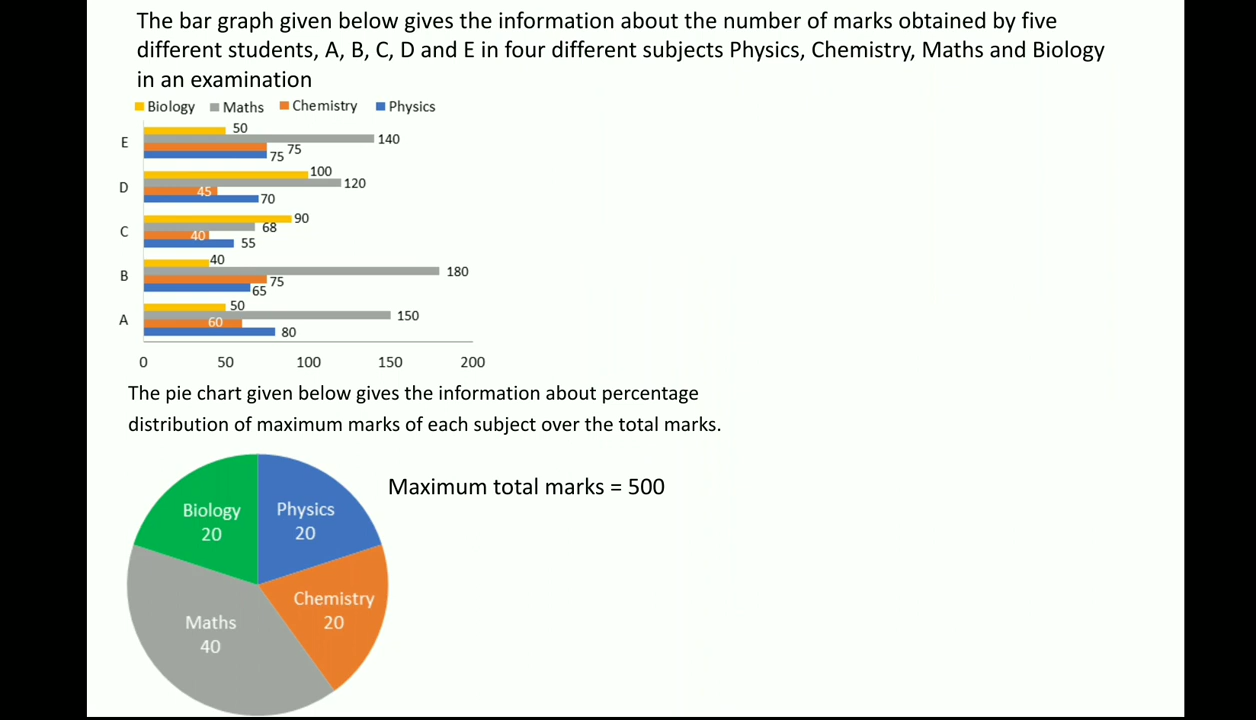 The bar graph given below gives the information about the number of marks obtained by five
different students, A, B, C, D and E in four different subjects Physics, Chemistry, Maths and Biology
in an examination
Biology Maths Chemistry Physics
E 50 140 75 75
D 100 120 45 70
C 90 68 40 55
B 40 180 75 65
A 50 150 60 80
0 50 100 150 200
The pie chart given below gives the information about percentage
distribution of maximum marks of each subject over the total marks.
Maximum total marks = 500
Biology
20
Physics
20
Chemistry
20
Maths
40